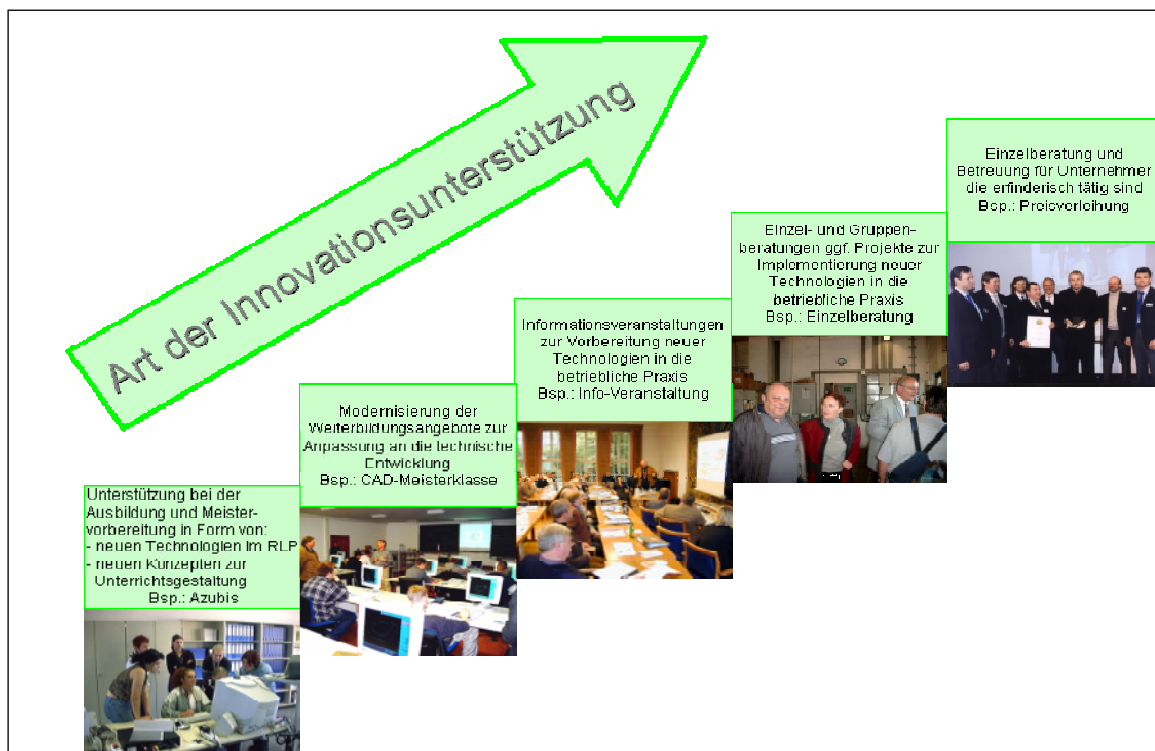 Art der Innovationsunterstützung
Einzelberatung und
Betreuung für Unternehmer
die erfinderisch tätig sind
Bsp.: Preisverleihung
Einzel- und Gruppen-
beratungen ggf. Projekte zur
Implementierung neuer
Technologien in die
betriebliche Praxis
Bsp.: Einzelberatung
Informationsveranstaltungen
zur Vorbereitung neuer
Technologien in die
betriebliche Praxis
Bsp.: Info-Veranstaltung
Modernisierung der
Weiterbildungsangebote zur
Anpassung an die technische
Entwicklung
Bsp.: CAD-Meisterklasse
Unterstützung bei der
Ausbildung und Meister-
vorbereitung in Form von:
- neuen Technologien im RLP
- neuen Konzepten zur
Unterrichtsgestaltung
Bsp.: Azubis